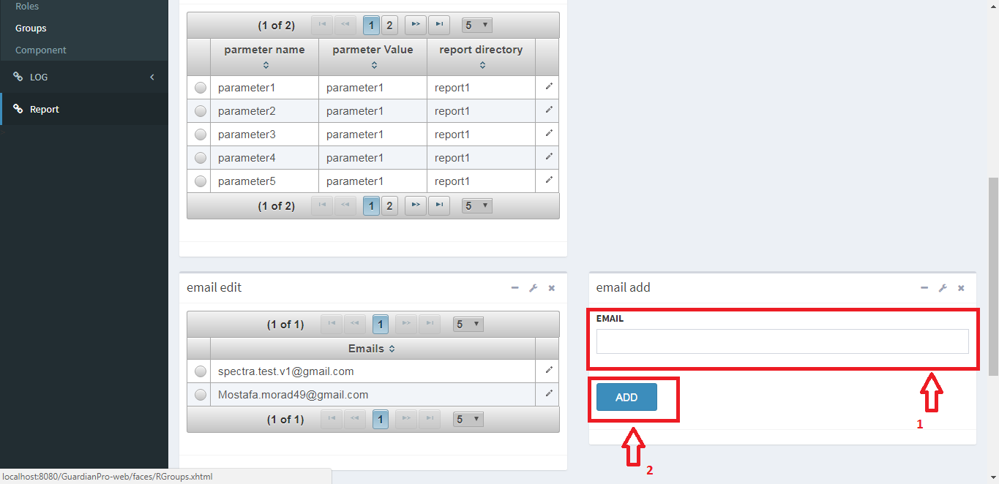 Roles
Groups
Component
LOG
Report
(1 of 2) 1 2 5
parmeter name parmeter Value report directory
parameter1 parameter1 report1
parameter2 parameter1 report1
parameter3 parameter1 report1
parameter4 parameter1 report1
parameter5 parameter1 report1
(1 of 2) 1 2 5
email edit
(1 of 1) 1 5
Emails
spectra.test.v1@gmail.com
Mostafa.morad49@gmail.com
(1 of 1) 1 5
email add
EMAIL
ADD
1
2
localhost:8080/GuardianPro-web/faces/RGroups.xhtml